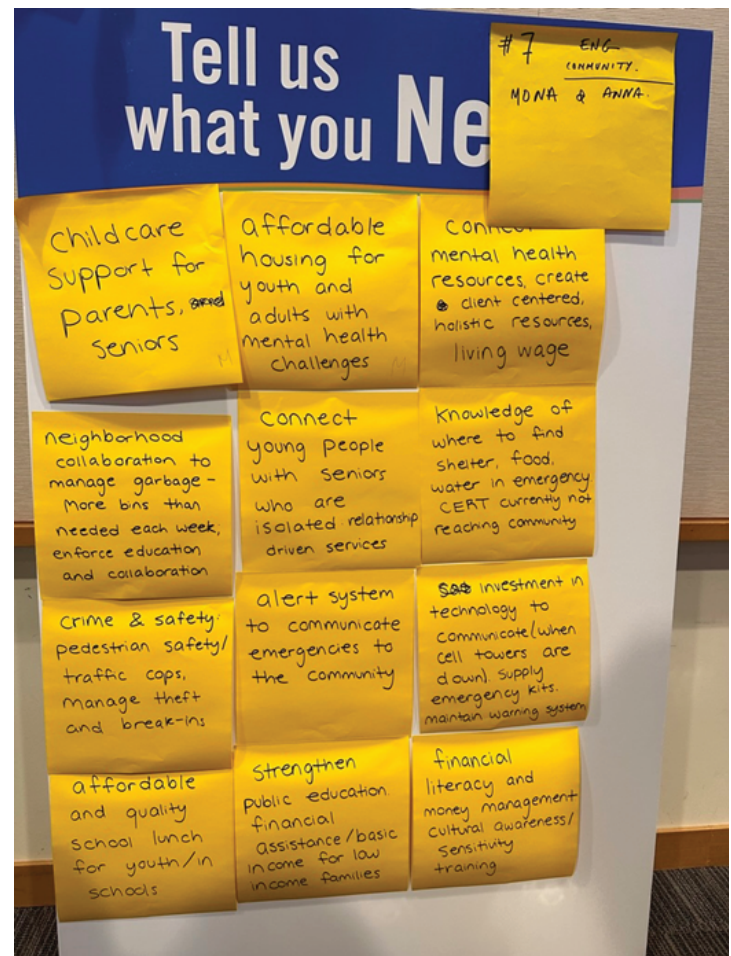 Tell us
what you Ne
#7 ENG
COMMUNITY.
MONA & ANNA.
Childcare
support for
parents,
seniors
M
affordable
housing for
youth and
adults with
mental health
challenges
M
connect
mental health
resources, create
client centered,
holistic resources,
living wage
neighborhood
collaboration to
manage garbage -
More bins than
needed each week,
enforce education
and collaboration
connect
young people
with seniors
who are
isolated relationship
driven services
Knowledge of
where to find
shelter, food,
water in emergency
CERT currently not
reaching community
crime & safety
pedestrian safety/
traffic cops,
manage theft
and break-ins
alert system
to communicate
emergencies to
the community
investment in
technology to
communicate (when
cell towers are
down). supply
emergency kits.
maintain warning system
affordable
and quality
school lunch
for youth/in
schools
strengthen
public education
financial
assistance/basic
income for low
income families
financial
literacy and
money management
cultural awareness/
sensitivity
training